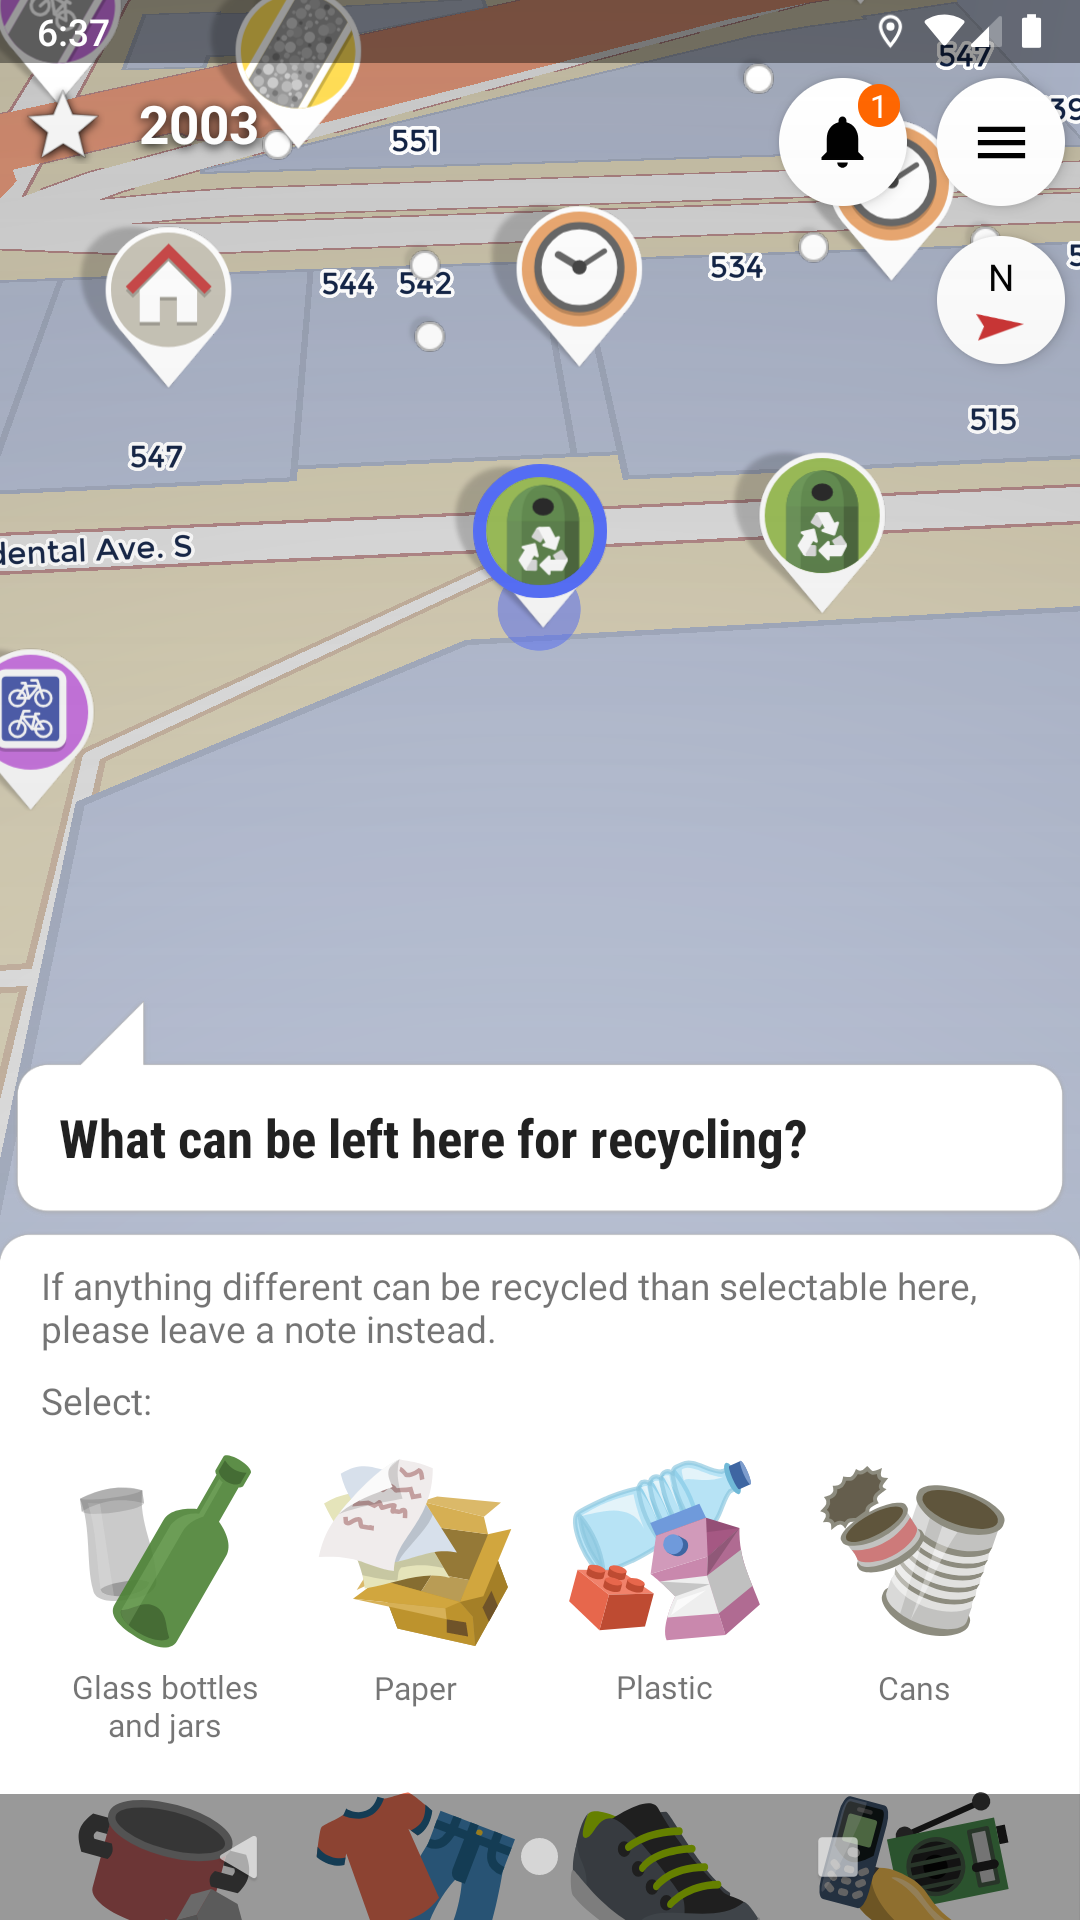 6:37
547
2003
551
1
39
544
542
534
N
547
515
dental Ave. S
What can be left here for recycling?
If anything different can be recycled than selectable here,
please leave a note instead.
Select:
Glass bottles
and jars
Paper
Plastic
Cans